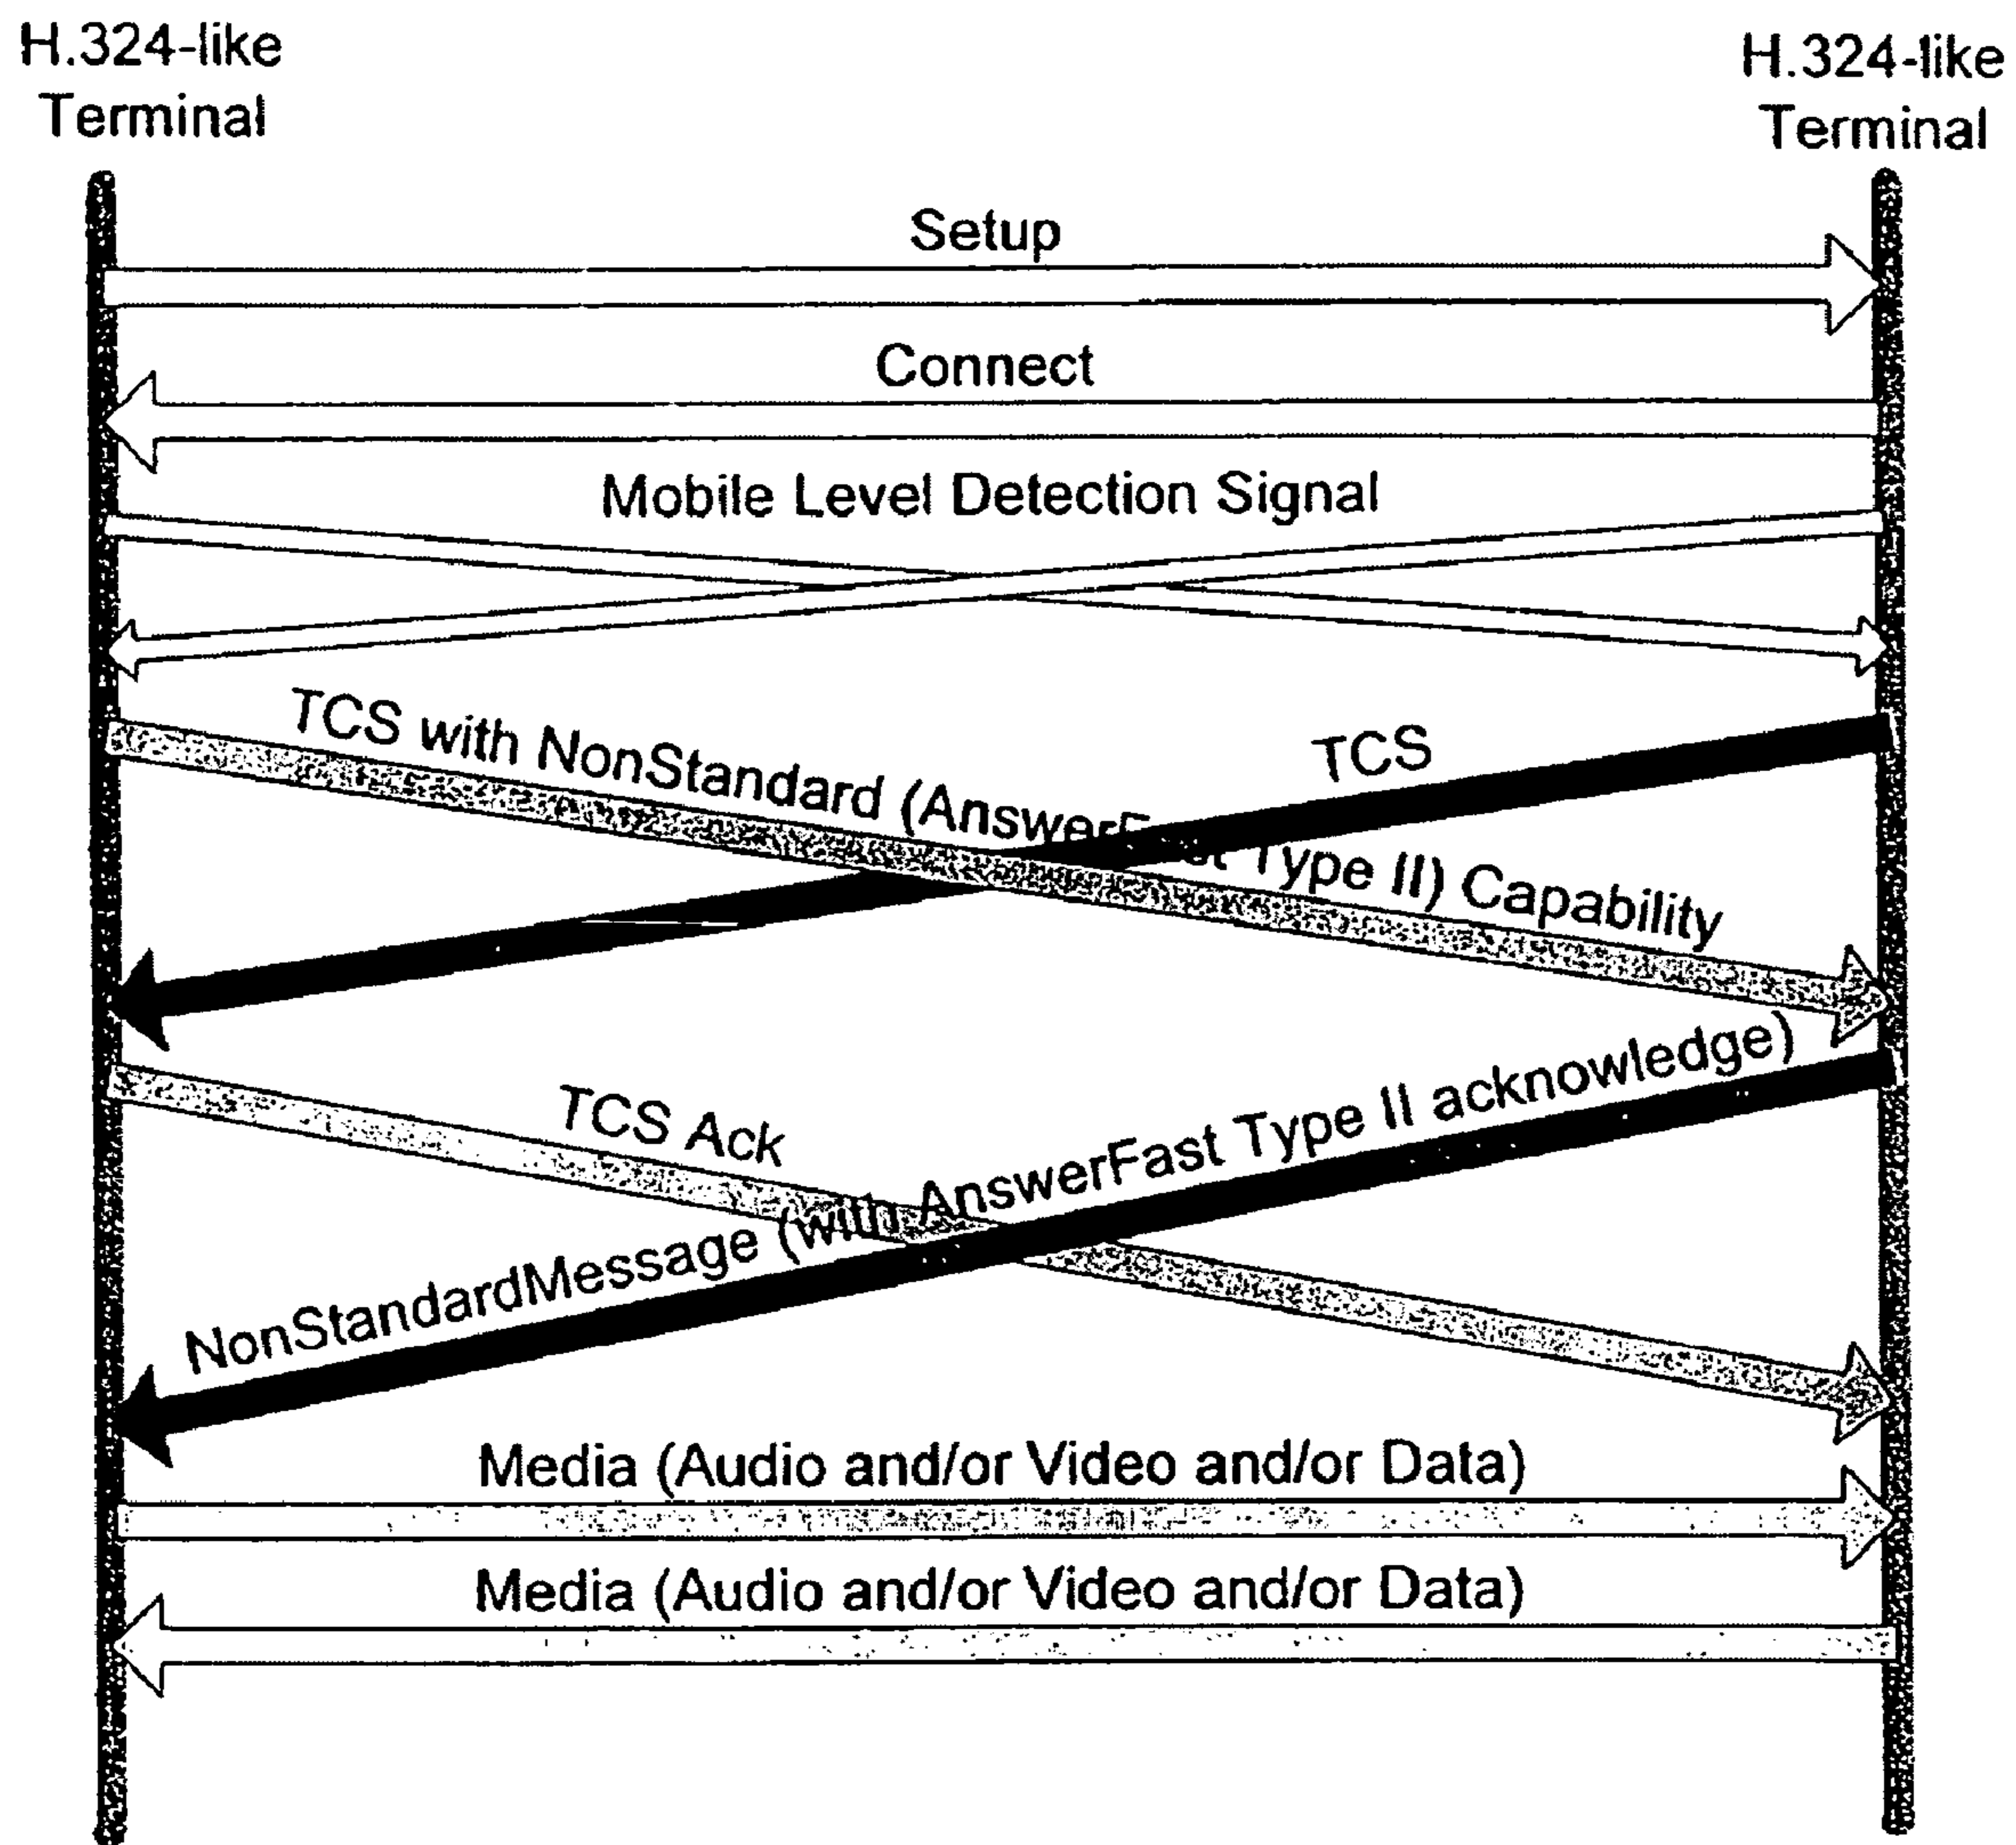 H.324-like
Terminal
H.324-like
Terminal
Setup
Connect
Mobile Level Detection Signal
TCS with NonStandard (AnswerFast Type II) Capability
TCS
TCS Ack
NonStandardMessage (with AnswerFast Type II acknowledge)
Media (Audio and/or Video and/or Data)
Media (Audio and/or Video and/or Data)